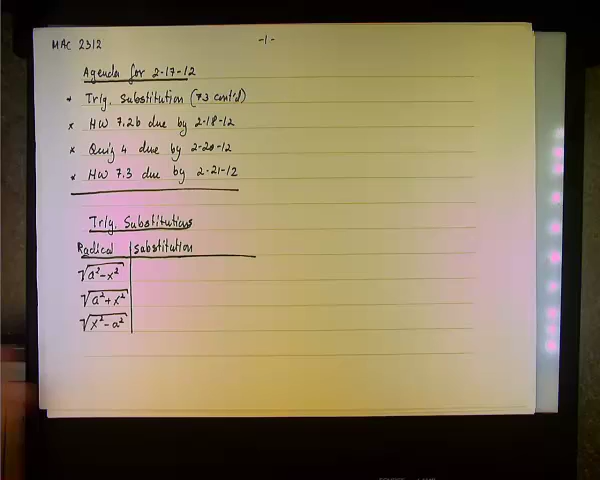 MAC 2312
-1-
Agenda for 2-17-12
* Trig. Substitution (7.3 cont'd)
* HW 7.2b due by 2-18-12
* Quiz 4 due by 2-20-12
* HW 7.3 due by 2-21-12
Trig. Substitutions
Radical | Substitution
√(a²-x²)
√(a²+x²)
√(x²-a²)